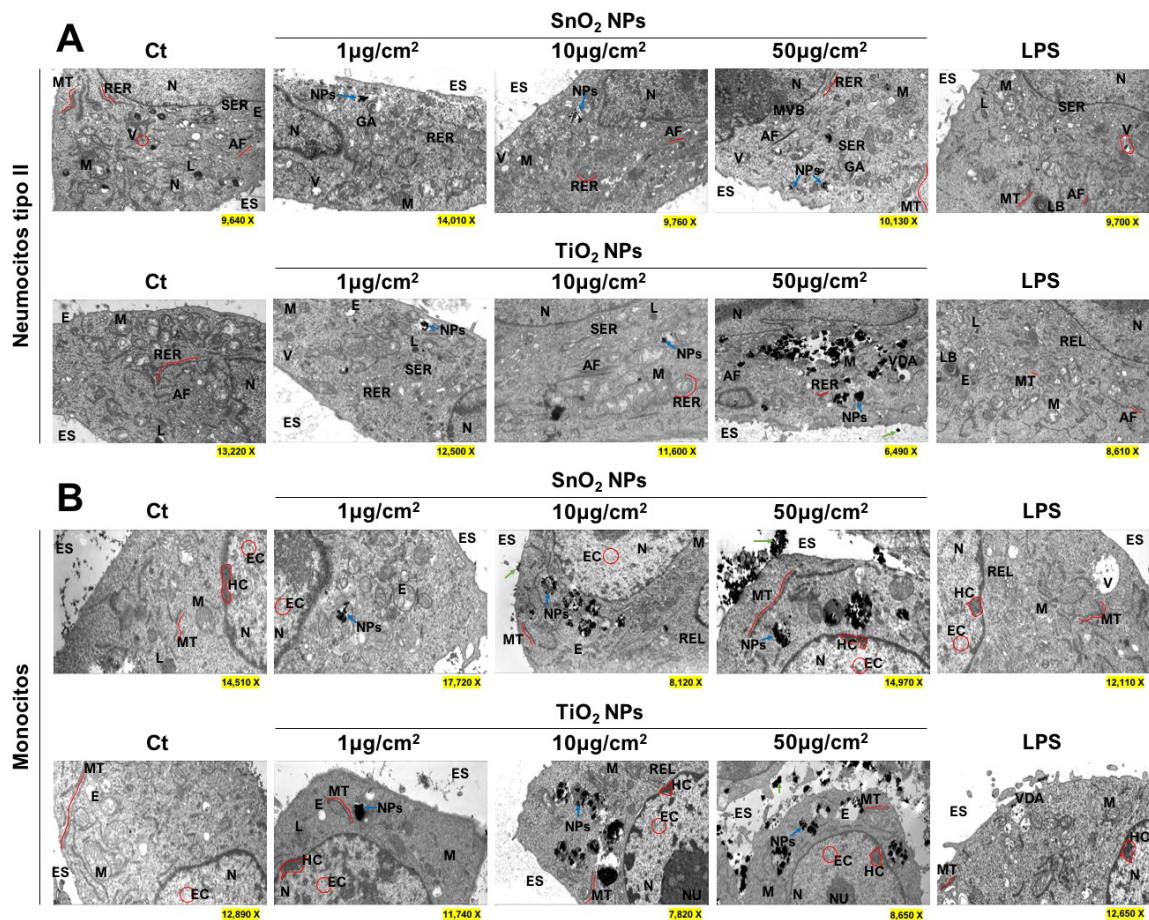 A
SnO2 NPs
Ct 1µg/cm2 10µg/cm2 50µg/cm2 LPS
Neumocitos tipo II
MT RER N SER E V AF M L N ES
NPs ES GA RER N V M
ES NPs N AF V M RER
N RER M MVB AF SER V NPs GA ES MT
ES M N L SER V MT AF LB
9,640 X 14,010 X 9,760 X 10,130 X 9,700 X
TiO2 NPs
Ct 1µg/cm2 10µg/cm2 50µg/cm2 LPS
E M RER AF N ES L
M E NPs L V SER RER ES N
N L SER NPs AF M RER
N M VDA AF RER NPs ES
L N REL LB E MT M AF
13,220 X 12,500 X 11,600 X 6,490 X 8,610 X
B
SnO2 NPs
Ct 1µg/cm2 10µg/cm2 50µg/cm2 LPS
Monocitos
ES EC HC M N MT L
ES E EC NPs N
ES M N EC NPs MT REL E
ES MT NPs HC N EC
N ES REL V HC M MT EC
14,510 X 17,720 X 8,120 X 14,970 X 12,110 X
TiO2 NPs
Ct 1µg/cm2 10µg/cm2 50µg/cm2 LPS
MT E M ES N EC
ES MT E NPs L HC M N EC
M REL HC NPs EC ES MT N NU
ES MT E NPs EC HC M N NU
VDA M ES HC MT N
12,890 X 11,740 X 7,820 X 8,650 X 12,650 X